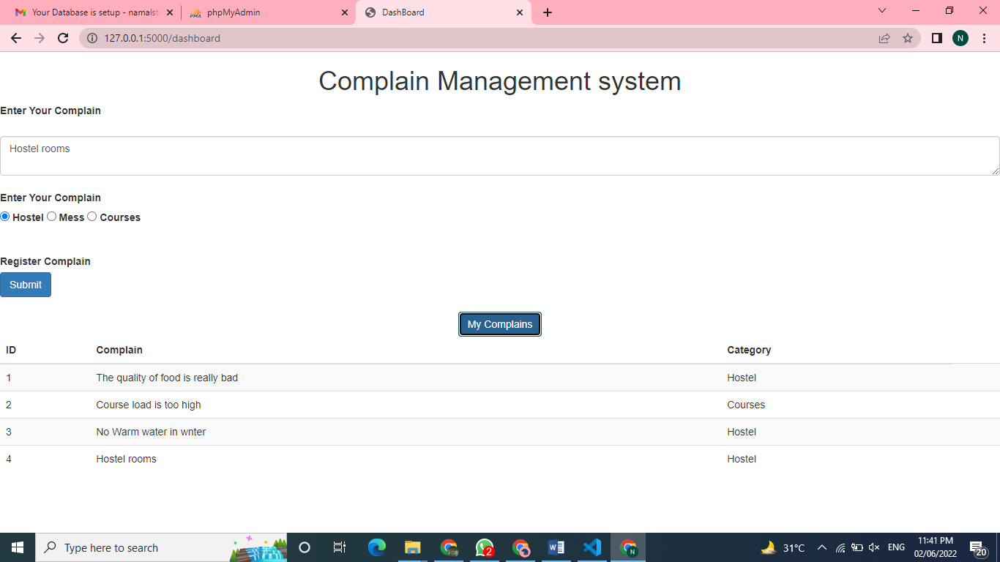 Your Database is setup - namalst
phpMyAdmin
DashBoard
127.0.0.1:5000/dashboard
N
Complain Management system
Enter Your Complain
Hostel rooms
Enter Your Complain
Hostel Mess Courses
Register Complain
Submit
My Complains
ID Complain Category
1 The quality of food is really bad Hostel
2 Course load is too high Courses
3 No Warm water in wnter Hostel
4 Hostel rooms Hostel
Type here to search
2
N
31°C
ENG
11:41 PM
02/06/2022
20